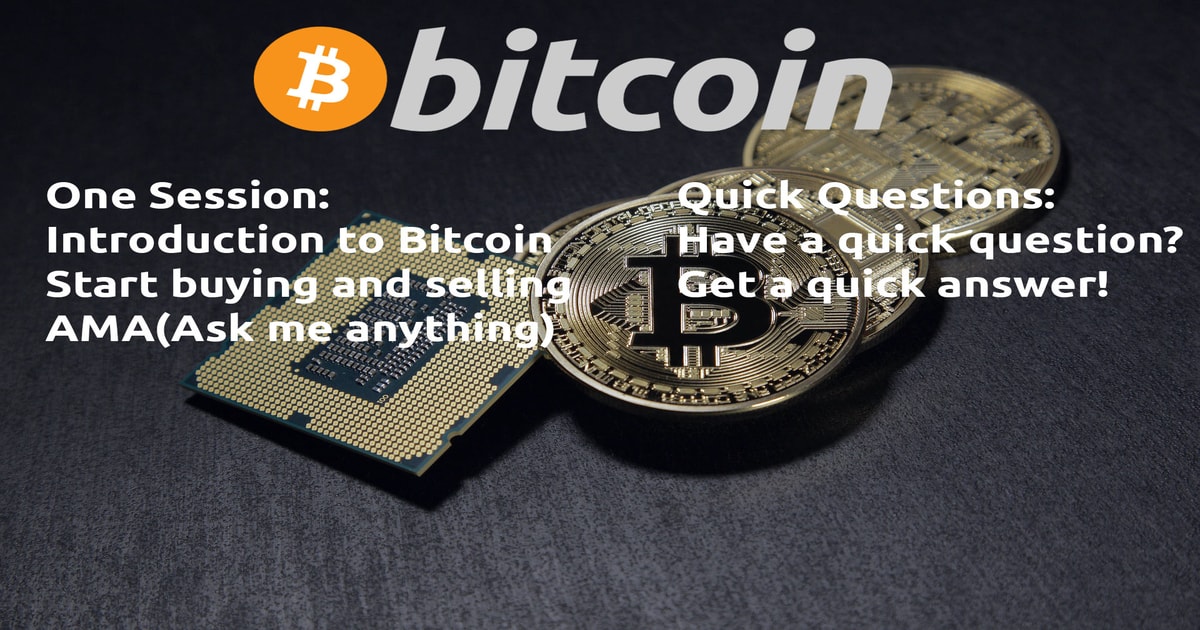 bitcoin
One Session:
Introduction to Bitcoin
Start buying and selling
AMA(Ask me anything)
Quick Questions:
Have a quick question?
Get a quick answer!